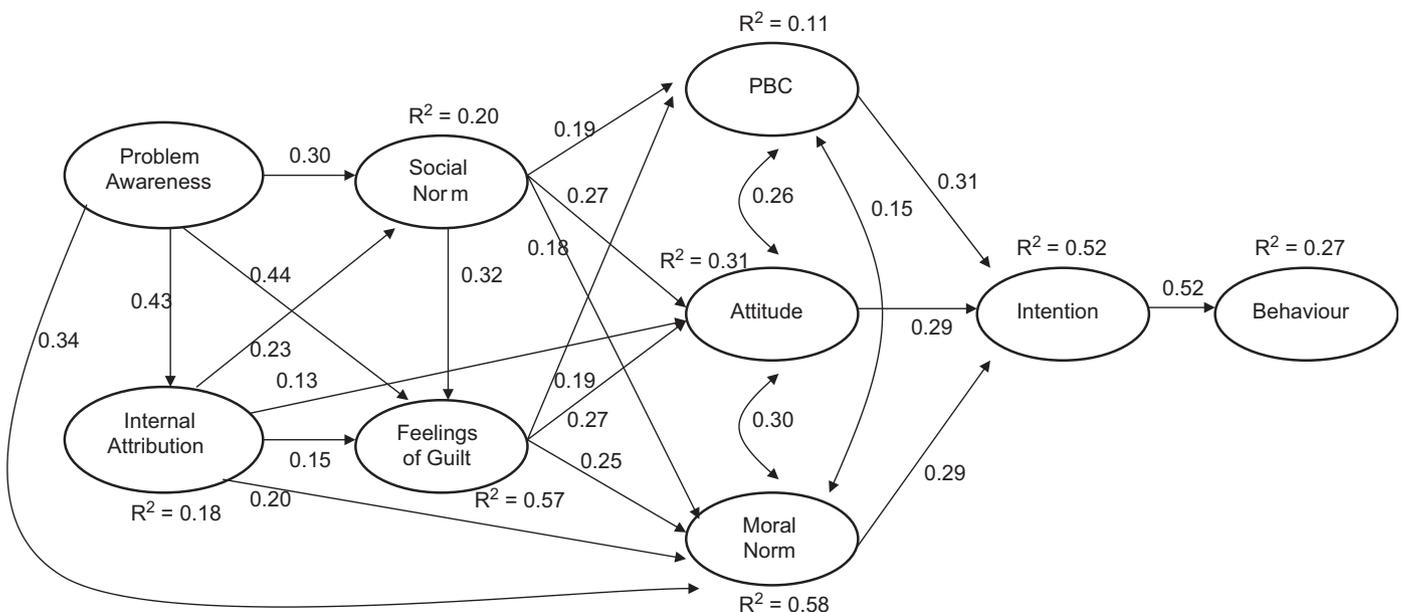 R² = 0.11
PBC
R² = 0.20
Problem
Awareness
0.30
Social
Norm
0.19
0.27
0.26
0.15
0.31
0.18
R² = 0.31
R² = 0.52
R² = 0.27
0.44
0.32
0.43
Attitude
0.29
Intention
0.52
Behaviour
0.34
0.23
0.13
0.19
Internal
Attribution
0.15
Feelings
of Guilt
0.27
0.30
0.25
0.29
0.20
R² = 0.57
R² = 0.18
Moral
Norm
R² = 0.58